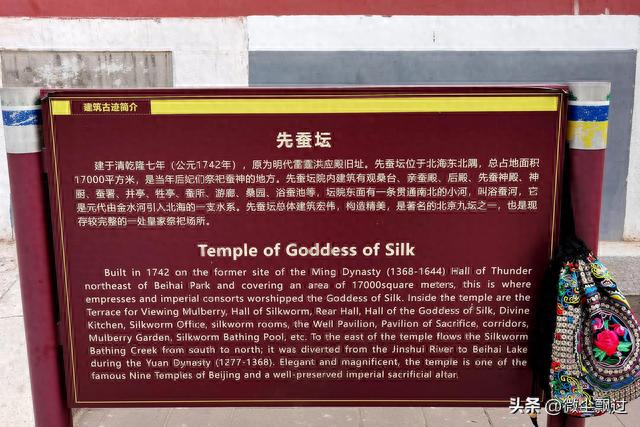 建筑古迹简介
先蚕坛
建于清乾隆七年（公元1742年），原为明代雷霆洪应殿旧址。先蚕坛位于北海东北隅，总占地面积
17000平方米，是当年后妃们祭祀蚕神的地方。先蚕坛院内建筑有观桑台、亲蚕殿、后殿、先蚕神殿、神
厨、蚕署、井亭、牲亭、蚕所、游廊、桑园、浴蚕池等，坛院东面有一条贯通南北的小河，叫浴蚕河，它
是元代由金水河引入北海的一支水系。先蚕坛总体建筑宏伟，构造精美，是著名的北京九坛之一，也是现
存较完整的一处皇家祭祀场所。
Temple of Goddess of Silk
Built in 1742 on the former site of the Ming Dynasty (1368-1644) Hall of Thunder
northeast of Beihai Park and covering an area of 17000square meters, this is where
empresses and imperial consorts worshipped the Goddess of Silk. Inside the temple are the
Terrace for Viewing Mulberry, Hall of Silkworm, Rear Hall, Hall of the Goddess of Silk, Divine
Kitchen, Silkworm Office, silkworm rooms, the Well Pavilion, Pavilion of Sacrifice, corridors,
Mulberry Garden, Silkworm Bathing Pool, etc. To the east of the temple flows the Silkworm
Bathing Creek from south to north; it was diverted from the Jinshui River to Beihai Lake
during the Yuan Dynasty (1277-1368). Elegant and magnificent, the temple is one of the
famous Nine Temples of Beijing and a well-preserved imperial sacrificial altar.
头条 @微尘飘过